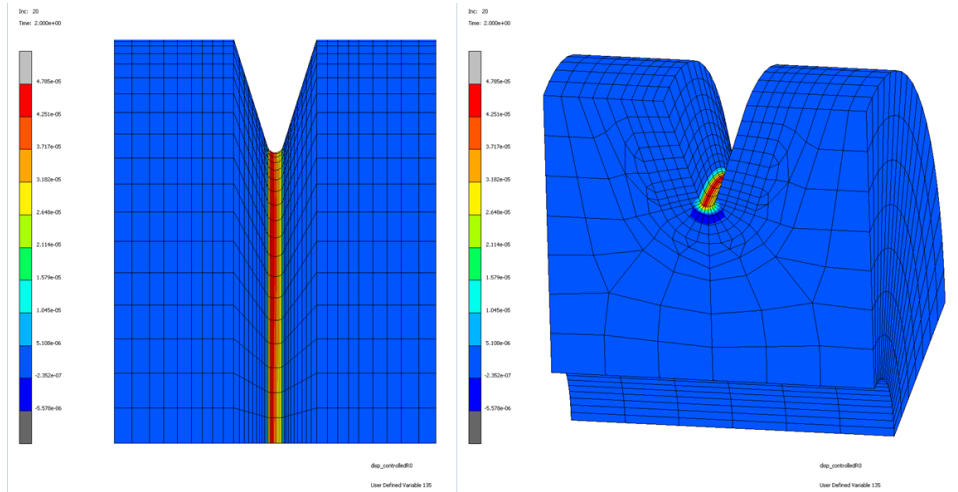 Inc: 20
Time: 2.000e+00
4.785e-05
4.251e-05
3.717e-05
3.182e-05
2.648e-05
2.114e-05
1.579e-05
1.045e-05
5.108e-06
-2.352e-07
-5.578e-06
disp_controlledR0
User Defined Variable 135
Inc: 20
Time: 2.000e+00
4.785e-05
4.251e-05
3.717e-05
3.182e-05
2.648e-05
2.114e-05
1.579e-05
1.045e-05
5.108e-06
-2.352e-07
-5.578e-06
disp_controlledR0
User Defined Variable 135